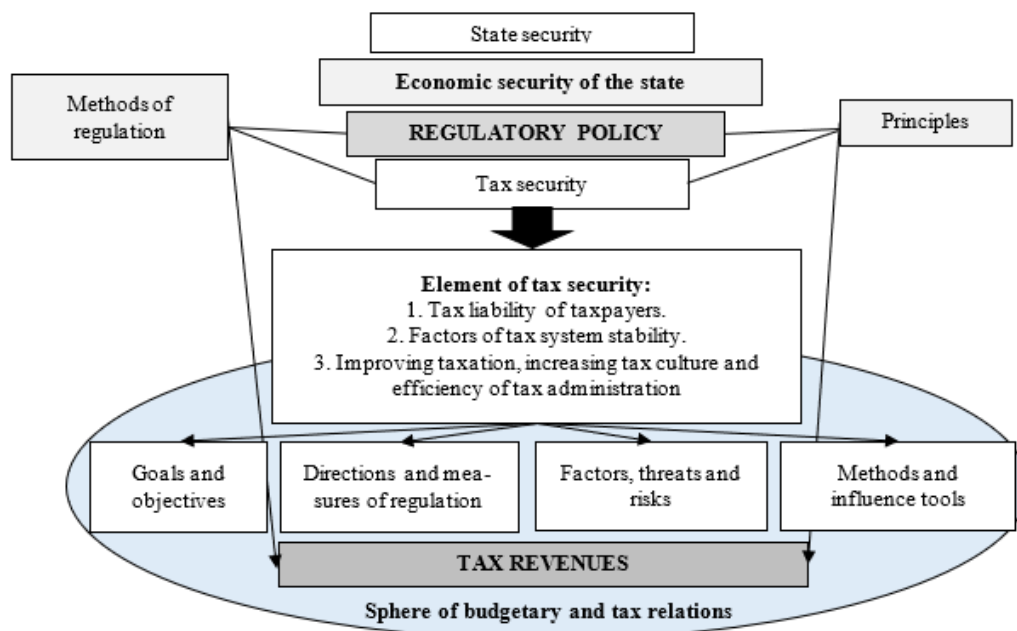 State security
Economic security of the state
Methods of
regulation
REGULATORY POLICY
Principles
Tax security
Element of tax security:
1. Tax liability of taxpayers.
2. Factors of tax system stability.
3. Improving taxation, increasing tax culture and
efficiency of tax administration
Goals and
objectives
Directions and mea-
sures of regulation
Factors, threats and
risks
Methods and
influence tools
TAX REVENUES
Sphere of budgetary and tax relations